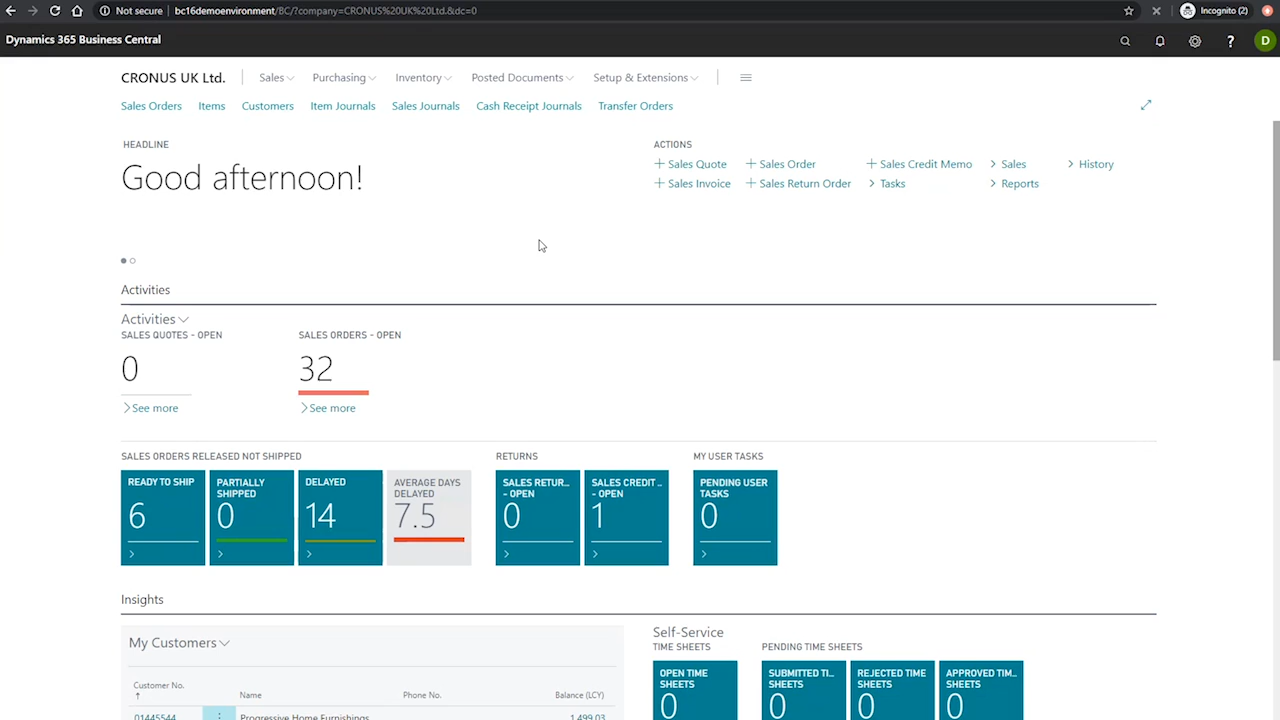 Not secure | bc16demoenvironment/BC/?company=CRONUS%20UK%20Ltd.&dc=0
Incognito (2)
Dynamics 365 Business Central
?
D
CRONUS UK Ltd.
Sales
Purchasing
Inventory
Posted Documents
Setup & Extensions
Sales Orders
Items
Customers
Item Journals
Sales Journals
Cash Receipt Journals
Transfer Orders
HEADLINE
Good afternoon!
ACTIONS
Sales Quote
Sales Order
Sales Credit Memo
Sales
History
Sales Invoice
Sales Return Order
Tasks
Reports
Activities
Activities
SALES QUOTES - OPEN
0
See more
SALES ORDERS - OPEN
32
See more
SALES ORDERS RELEASED NOT SHIPPED
READY TO SHIP
6
PARTIALLY
SHIPPED
0
DELAYED
14
AVERAGE DAYS
DELAYED
7.5
RETURNS
SALES RETUR...
- OPEN
0
SALES CREDIT ..
- OPEN
1
MY USER TASKS
PENDING USER
TASKS
0
Insights
My Customers
Customer No.
Name
Phone No.
Balance (LCY)
01445544
Progressive Home Furnishings
1,499.03
Self-Service
TIME SHEETS
OPEN TIME
SHEETS
0
PENDING TIME SHEETS
SUBMITTED TI...
SHEETS
0
REJECTED TIME
SHEETS
0
APPROVED TIM...
SHEETS
0